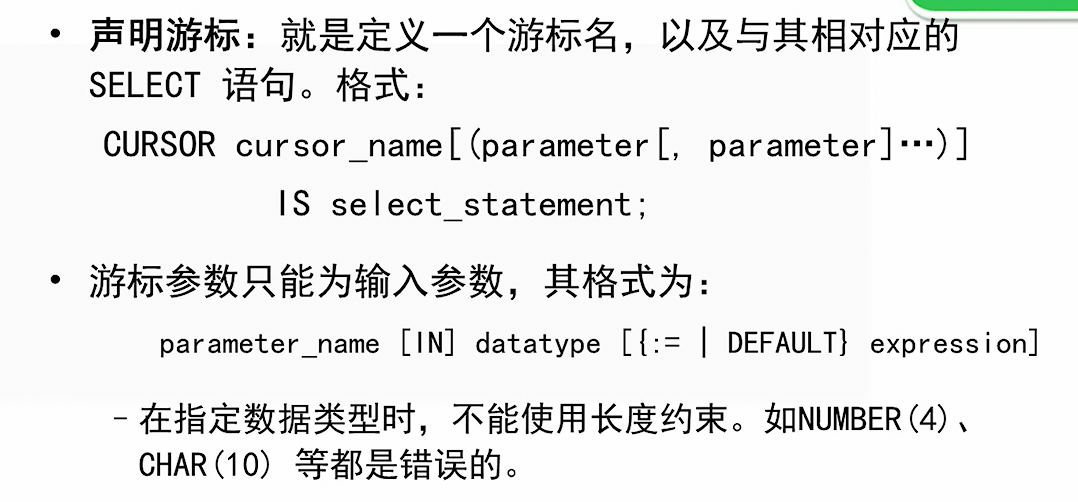 • 声明游标：就是定义一个游标名，以及与其相对应的
SELECT 语句。格式：
CURSOR cursor_name[(parameter[, parameter]…)]
IS select_statement;
• 游标参数只能为输入参数，其格式为：
parameter_name [IN] datatype [{:= | DEFAULT} expression]
– 在指定数据类型时，不能使用长度约束。如NUMBER(4)、
CHAR(10) 等都是错误的。